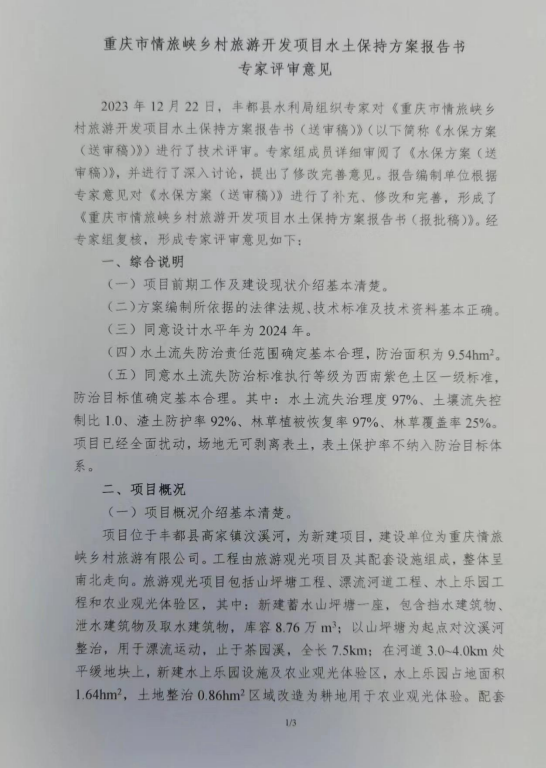 重庆市情旅峡乡村旅游开发项目水土保持方案报告书
专家评审意见
2023 年 12 月 22 日，丰都县水利局组织专家对《重庆市情旅峡乡
村旅游开发项目水土保持方案报告书（送审稿）》（以下简称《水保方案
（送审稿）》）进行了技术评审。专家组成员详细审阅了《水保方案（送
审稿）》，并进行了深入讨论，提出了修改完善意见。报告编制单位根据
专家意见对《水保方案（送审稿）》进行了补充、修改和完善，形成了
《重庆市情旅峡乡村旅游开发项目水土保持方案报告书（报批稿）》。经
专家组复核，形成专家评审意见如下：
一、综合说明
（一）项目前期工作及建设现状介绍基本清楚。
（二）方案编制所依据的法律法规、技术标准及技术资料基本正确。
（三）同意设计水平年为 2024 年。
（四）水土流失防治责任范围确定基本合理，防治面积为 9.54hm²。
（五）同意水土流失防治标准执行等级为西南紫色土区一级标准，
防治目标值确定基本合理。其中：水土流失治理度 97%、土壤流失控
制比 1.0、渣土防护率 92%、林草植被恢复率 97%、林草覆盖率 25%。
项目已经全面扰动，场地无可剥离表土，表土保护率不纳入防治目标体
系。
二、项目概况
（一）项目概况介绍基本清楚。
项目位于丰都县高家镇汶溪河，为新建项目，建设单位为重庆情旅
峡乡村旅游有限公司。工程由旅游观光项目及其配套设施组成，整体呈
南北走向。旅游观光项目包括山坪塘工程、漂流河道工程、水上乐园工
程和农业观光体验区，其中：新建蓄水山坪塘一座，包含挡水建筑物、
泄水建筑物及取水建筑物，库容 8.76 万 m³；以山坪塘为起点对汶溪河
整治，用于漂流运动，止于茶园溪，全长 7.5km；在河道 3.0~4.0km 处
平缓地块上，新建水上乐园设施及农业观光体验区，水上乐园占地面积
1.64hm²，土地整治 0.86hm² 区域改造为耕地用于农业观光体验。配套
1/3